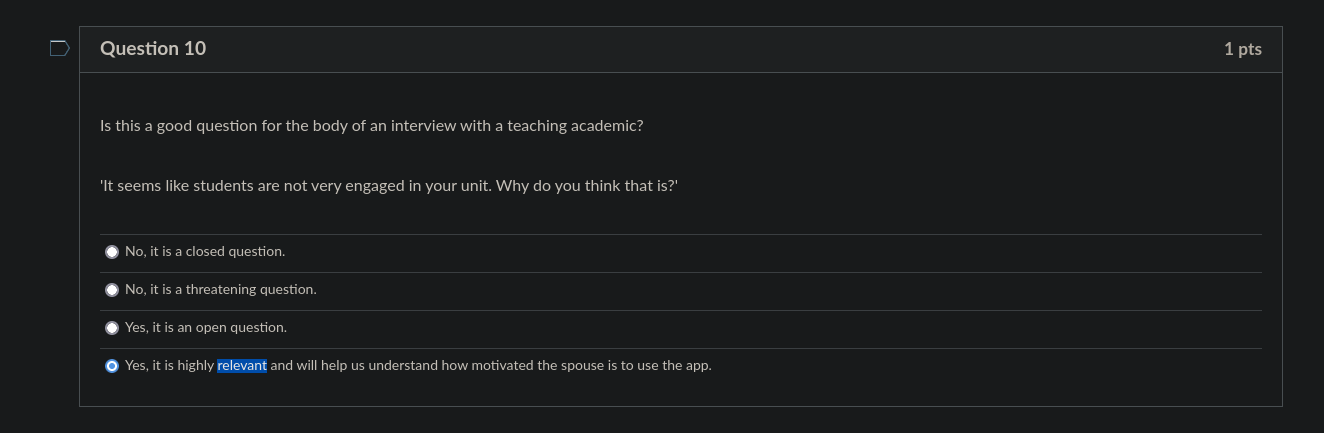 Question 10
1 pts
Is this a good question for the body of an interview with a teaching academic?
'It seems like students are not very engaged in your unit. Why do you think that is?'
No, it is a closed question.
No, it is a threatening question.
Yes, it is an open question.
Yes, it is highly relevant and will help us understand how motivated the spouse is to use the app.